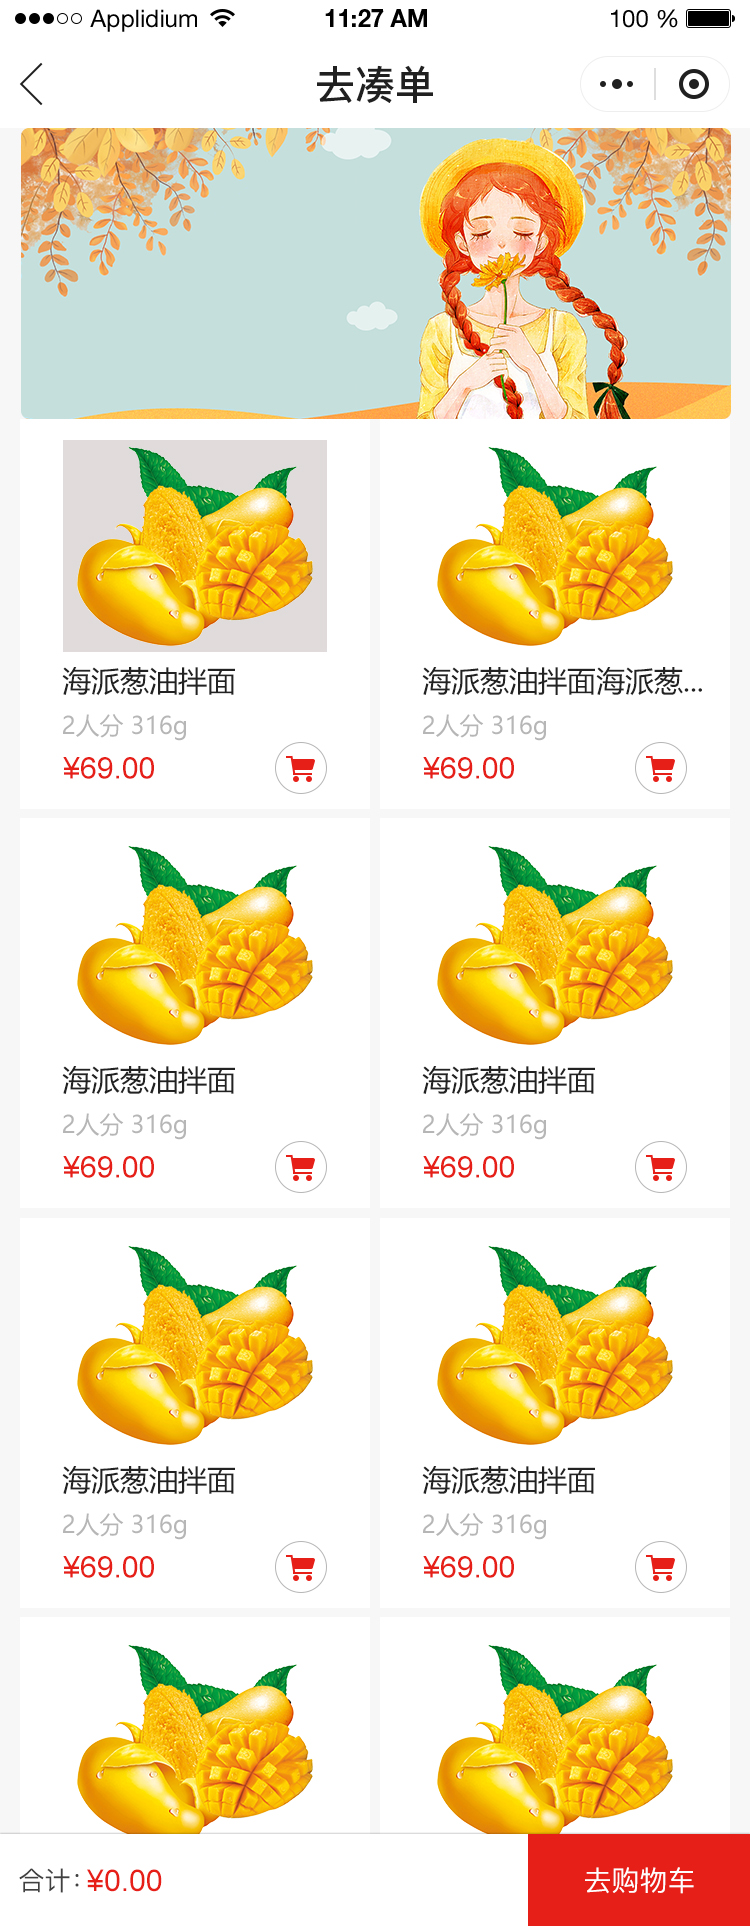 Applidium 11:27 AM 100 %
去凑单
海派葱油拌面 海派葱油拌面海派葱...
2人分 316g 2人分 316g
¥69.00 ¥69.00
海派葱油拌面 海派葱油拌面
2人分 316g 2人分 316g
¥69.00 ¥69.00
海派葱油拌面 海派葱油拌面
2人分 316g 2人分 316g
¥69.00 ¥69.00
合计：¥0.00 去购物车